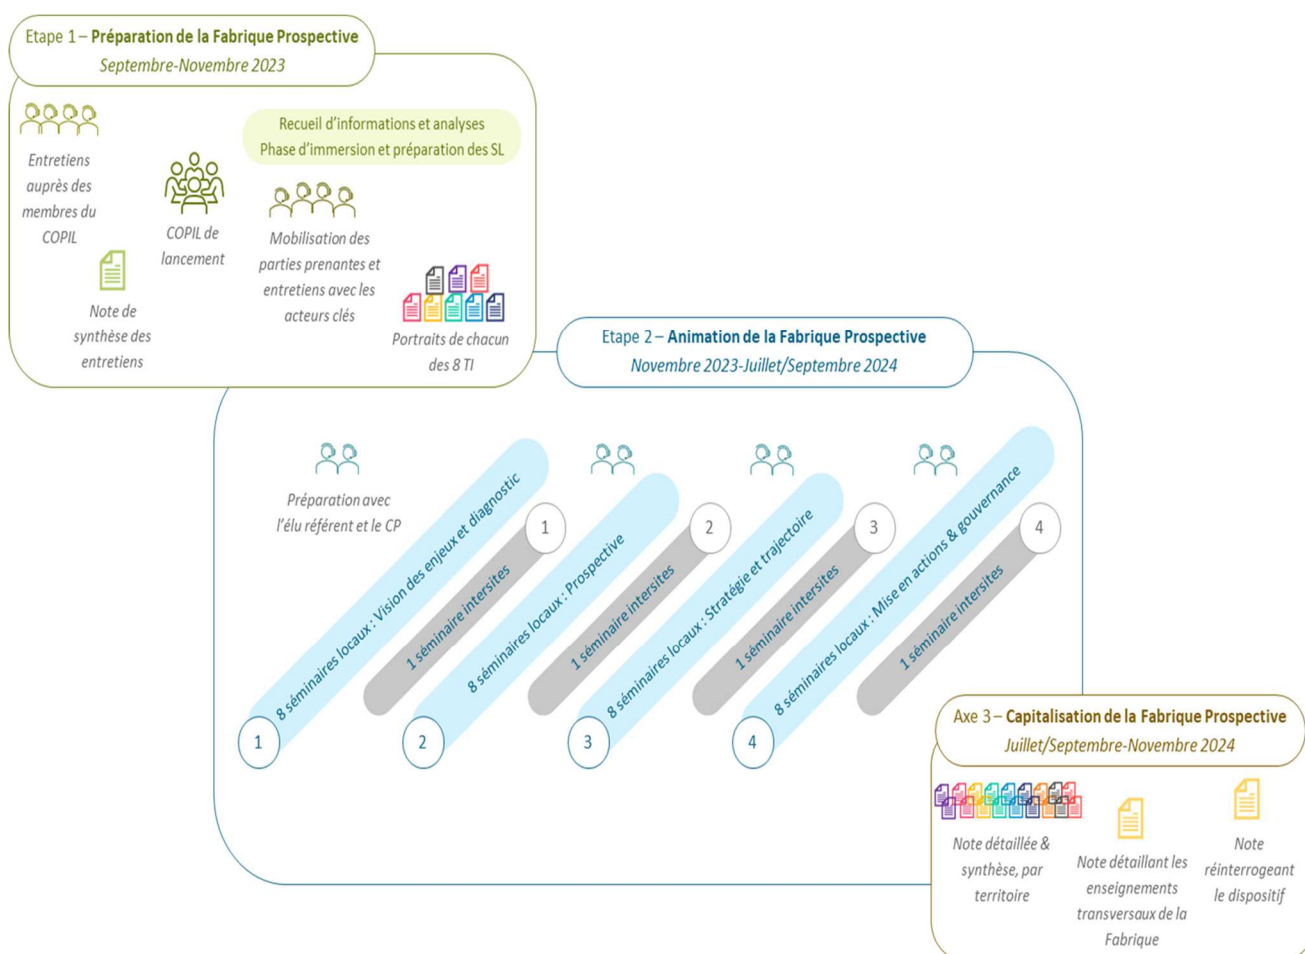 Etape 1 – Préparation de la Fabrique Prospective
Septembre-Novembre 2023
Entretiens
auprès des
membres du
COPIL
Note de
synthèse des
entretiens
COPIL de
lancement
Recueil d'informations et analyses
Phase d'immersion et préparation des SL
Mobilisation des
parties prenantes et
entretiens avec les
acteurs clés
Portraits de chacun
des 8 TI
Etape 2 – Animation de la Fabrique Prospective
Novembre 2023-Juillet/Septembre 2024
Préparation avec
l'élu référent et le CP
1
8 séminaires locaux : Vision des enjeux et diagnostic
1 séminaire intersites
1
2
8 séminaires locaux : Prospective
1 séminaire intersites
2
3
8 séminaires locaux : Stratégie et trajectoire
1 séminaire intersites
3
4
8 séminaires locaux : Mise en actions & gouvernance
1 séminaire intersites
4
Axe 3 – Capitalisation de la Fabrique Prospective
Juillet/Septembre-Novembre 2024
Note détaillée &
synthèse, par
territoire
Note détaillant les
enseignements
transversaux de la
Fabrique
Note
réinterrogeant
le dispositif